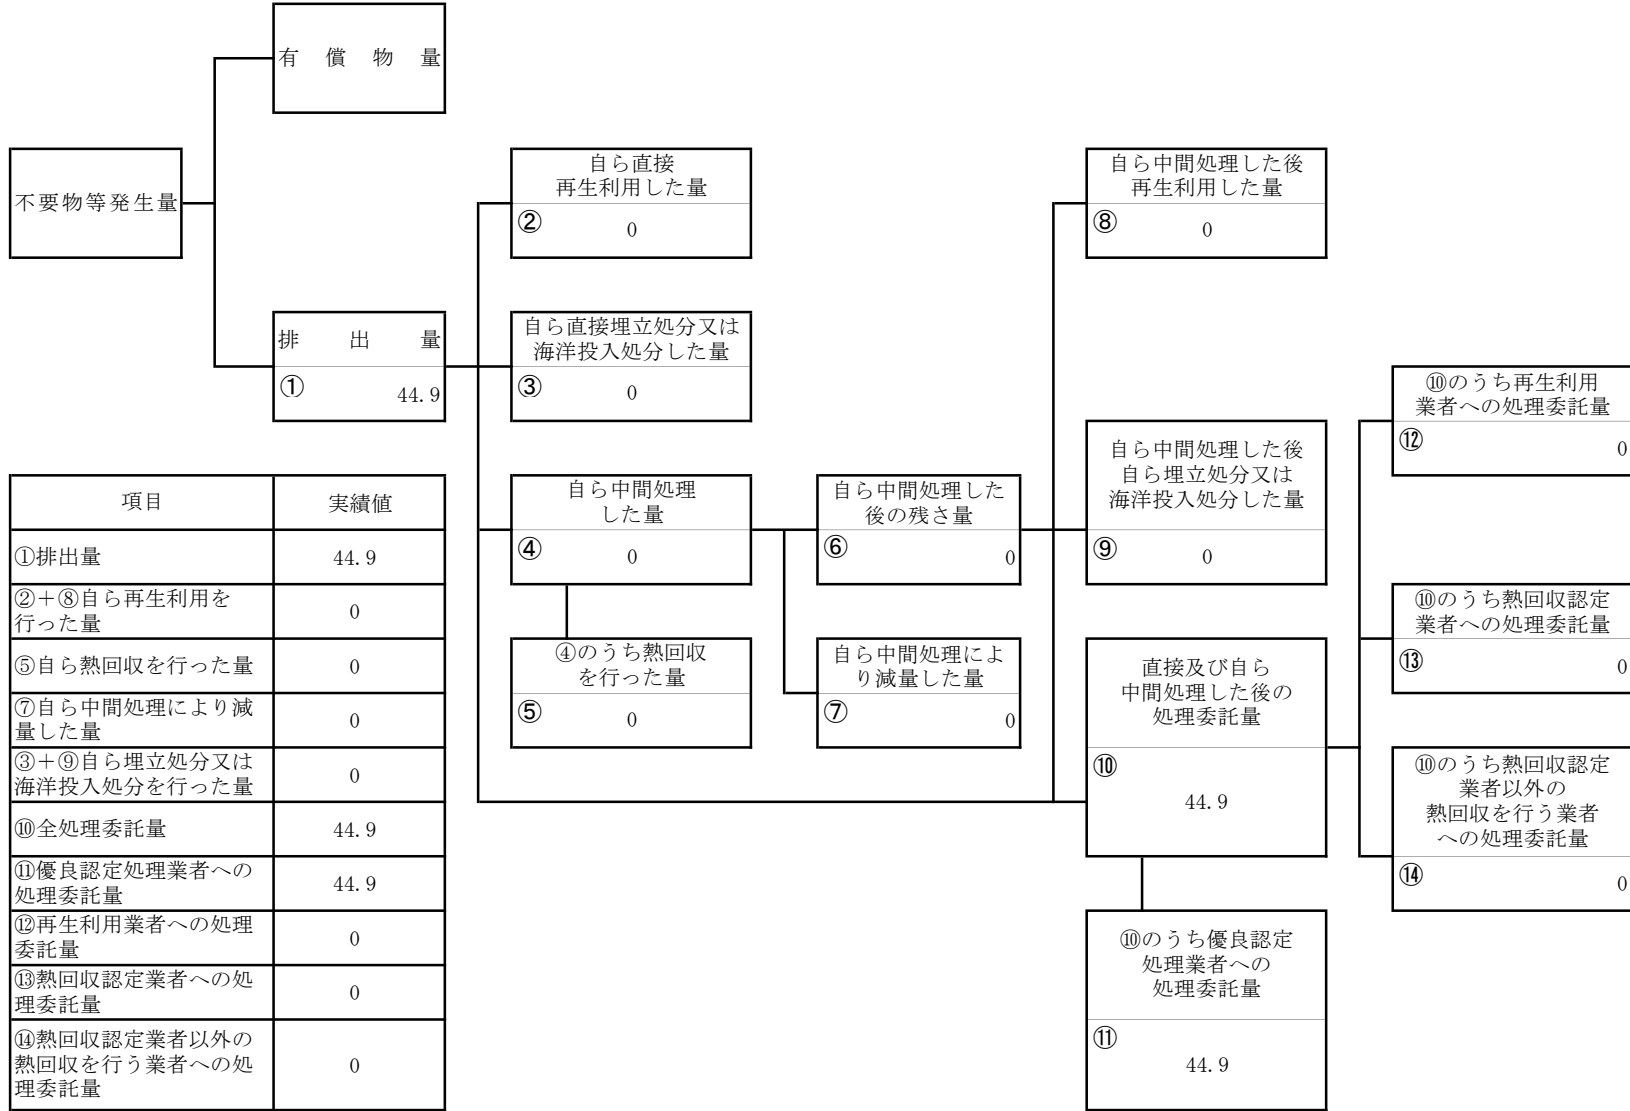 有償物量
不要物等発生量
排出量
①
44.9
自ら直接
再生利用した量
②
0
自ら直接埋立処分又は
海洋投入処分した量
③
0
自ら中間処理
した量
④
0
④のうち熱回収
を行った量
⑤
0
自ら中間処理した
後の残さ量
⑥
0
自ら中間処理によ
り減量した量
⑦
0
自ら中間処理した後
再生利用した量
⑧
0
自ら中間処理した後
自ら埋立処分又は
海洋投入処分した量
⑨
0
直接及び自ら
中間処理した後の
処理委託量
⑩
44.9
⑩のうち優良認定
処理業者への
処理委託量
⑪
44.9
⑩のうち再生利用
業者への処理委託量
⑫
0
⑩のうち熱回収認定
業者への処理委託量
⑬
0
⑩のうち熱回収認定
業者以外の
熱回収を行う業者
への処理委託量
⑭
0
項目 実績値
①排出量 44.9
②＋⑧自ら再生利用を
行った量 0
⑤自ら熱回収を行った量 0
⑦自ら中間処理により減
量した量 0
③＋⑨自ら埋立処分又は
海洋投入処分を行った量 0
⑩全処理委託量 44.9
⑪優良認定処理業者への
処理委託量 44.9
⑫再生利用業者への処理
委託量 0
⑬熱回収認定業者への処
理委託量 0
⑭熱回収認定業者以外の
熱回収を行う業者への処
理委託量 0